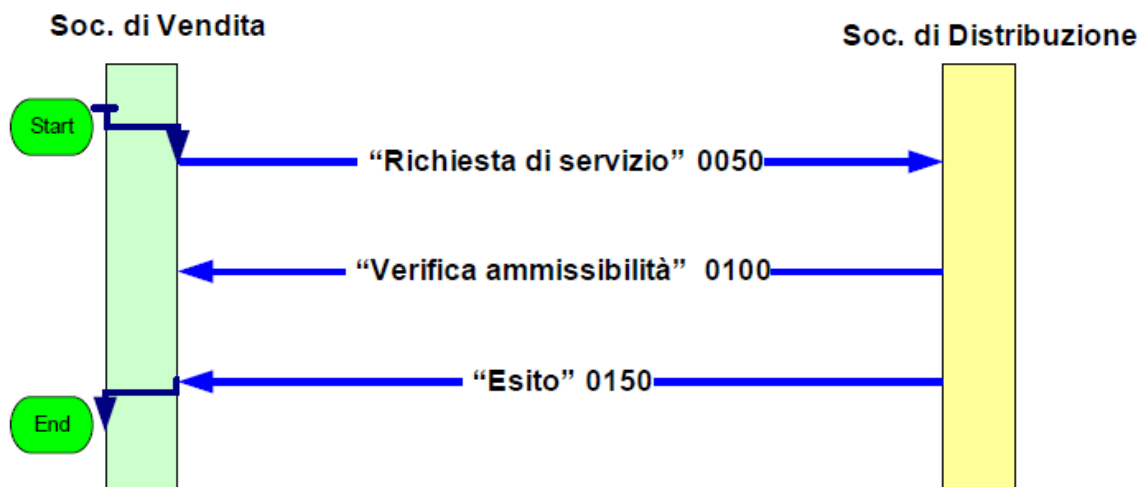 Soc. di Vendita
Soc. di Distribuzione
Start
“Richiesta di servizio” 0050
“Verifica ammissibilità” 0100
“Esito” 0150
End